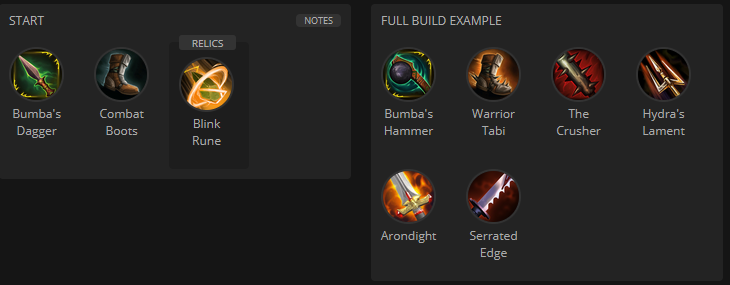 START
NOTES
RELICS
Bumba's
Dagger
Combat
Boots
Blink
Rune
FULL BUILD EXAMPLE
Bumba's
Hammer
Warrior
Tabi
The
Crusher
Hydra's
Lament
Arondight
Serrated
Edge